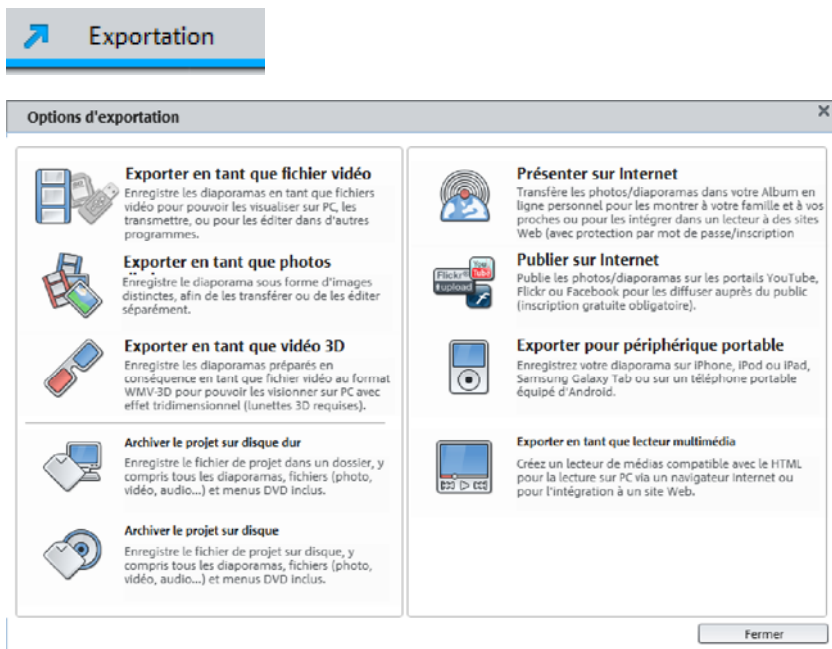 Exportation
Options d'exportation
Exporter en tant que fichier vidéo
Enregistre les diaporamas en tant que fichiers
vidéo pour pouvoir les visualiser sur PC, les
transmettre, ou pour les éditer dans d'autres
programmes.
Exporter en tant que photos
Enregistre le diaporama sous forme d'images
distinctes, afin de les transférer ou de les éditer
séparément.
Exporter en tant que vidéo 3D
Enregistre les diaporamas préparés en
conséquence en tant que fichier vidéo au format
WMV-3D pour pouvoir les visionner sur PC avec
effet tridimensionnel (lunettes 3D requises).
Archiver le projet sur disque dur
Enregistre le fichier de projet dans un dossier, y
compris tous les diaporamas, fichiers (photo,
vidéo, audio...) et menus DVD inclus.
Archiver le projet sur disque
Enregistre le fichier de projet sur disque, y
compris tous les diaporamas, fichiers (photo,
vidéo, audio...) et menus DVD inclus.
Présenter sur Internet
Transfère les photos/diaporamas dans votre Album en
ligne personnel pour les montrer à votre famille et à vos
proches ou pour les intégrer dans un lecteur à des sites
Web (avec protection par mot de passe/inscription
Flickr
upload
You
Tube
Publier sur Internet
Publie les photos/diaporamas sur les portails YouTube,
Flickr ou Facebook pour les diffuser auprès du public
(inscription gratuite obligatoire).
Exporter pour périphérique portable
Enregistrez votre diaporama sur iPhone, iPod ou iPad,
Samsung Galaxy Tab ou sur un téléphone portable
équipé d'Android.
Exporter en tant que lecteur multimédia
Créez un lecteur de médias compatible avec le HTML
pour la lecture sur PC via un navigateur Internet ou
pour l'intégration à un site Web.
Fermer